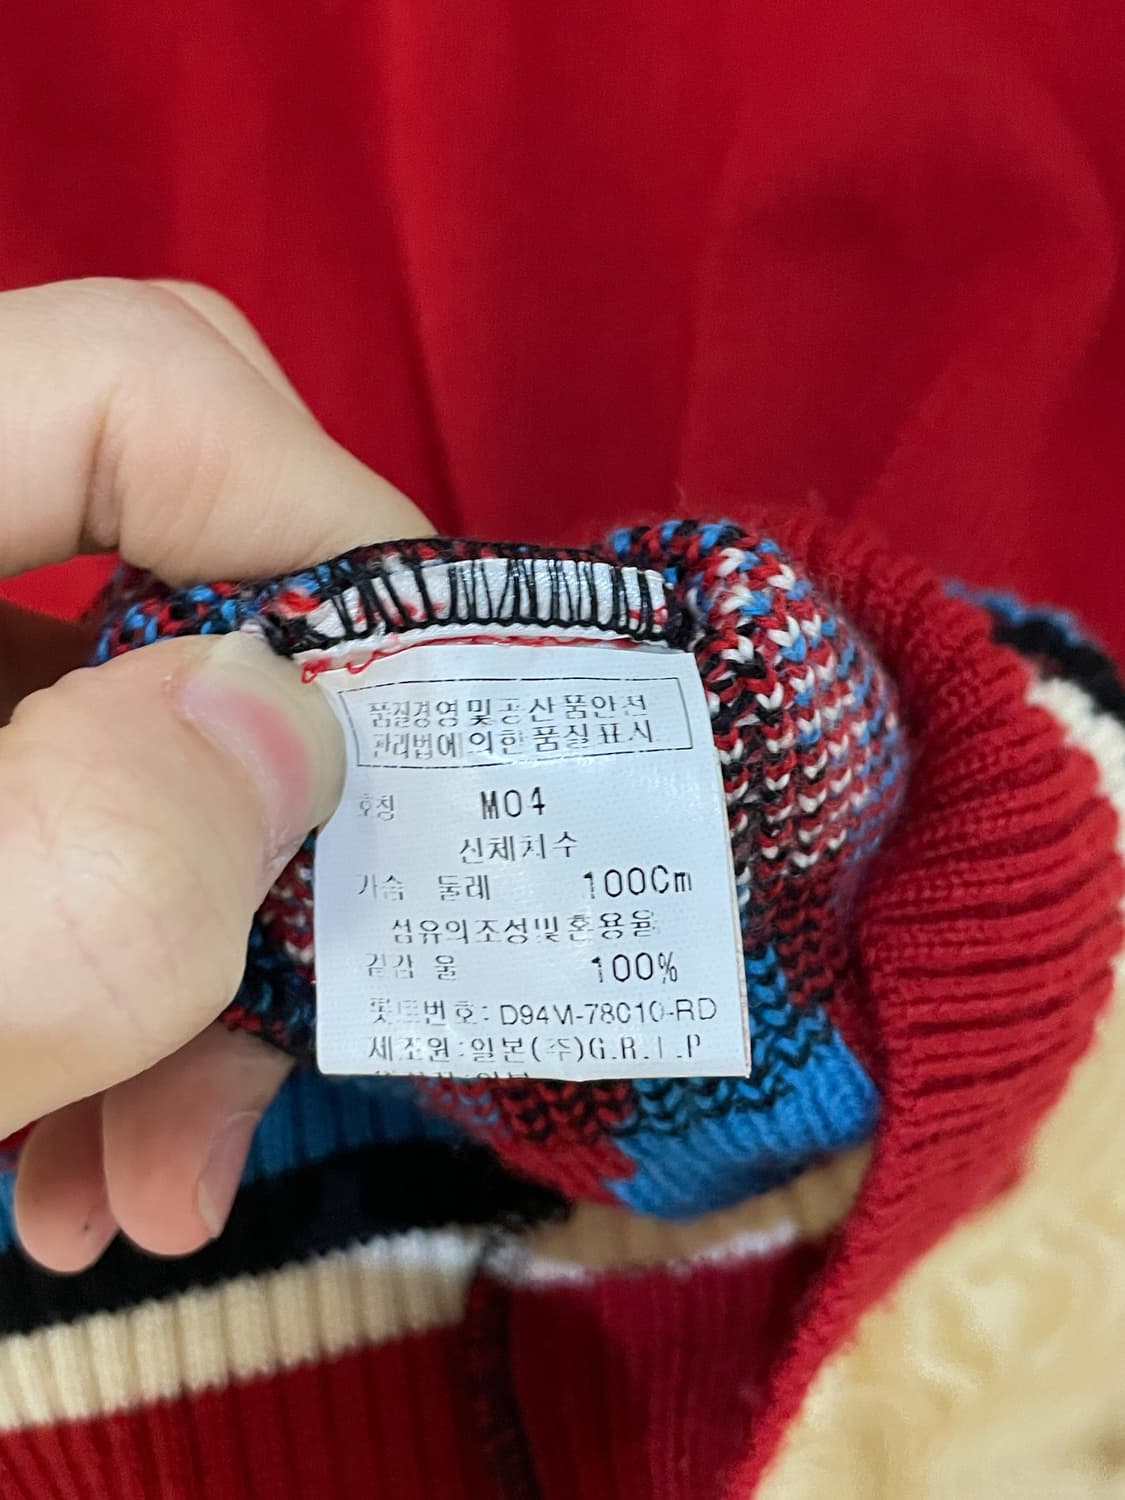 품질경영및공산품안전
관리법에의한품질표시
호칭 M04
신체치수
가슴 둘레 100Cm
섬유의조성및혼용율
겉감 울 100%
롯드번호: D94M-78010-RD
제조원:일본(주)G.R.I.P